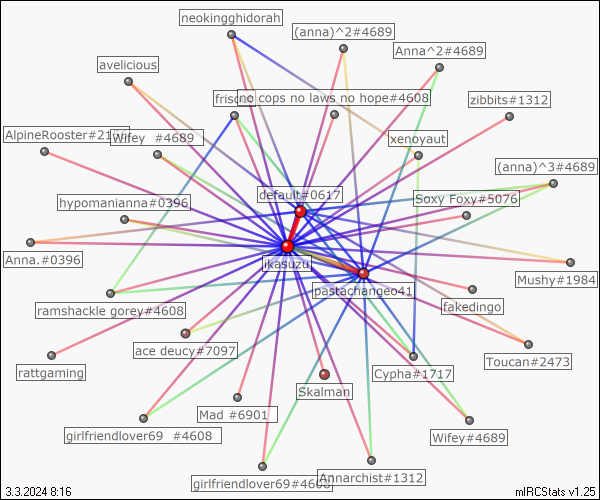 neokingghidorah
(anna)^2#4689
Anna^2#4689
avelicious
zibbits#1312
no cops no laws no hope#4608
AlpineRooster#21
Wifey #4689
xenoyaut
(anna)^3#4689
default#0617
hypomanianna#0396
Soxy Foxy#5076
Anna.#0396
ikasuzu
Mushy#1984
pastachangeo41
ramshackle gorey#4608
fakedingo
ace deucy#7097
Toucan#2473
rattgaming
Cypha#1717
Skalman
Mad #6901
girlfriendlover69 #4608
Wifey#4689
girlfriendlover69#4608
Annarchist#1312
3.3.2024 8:16
mIRCStats v1.25